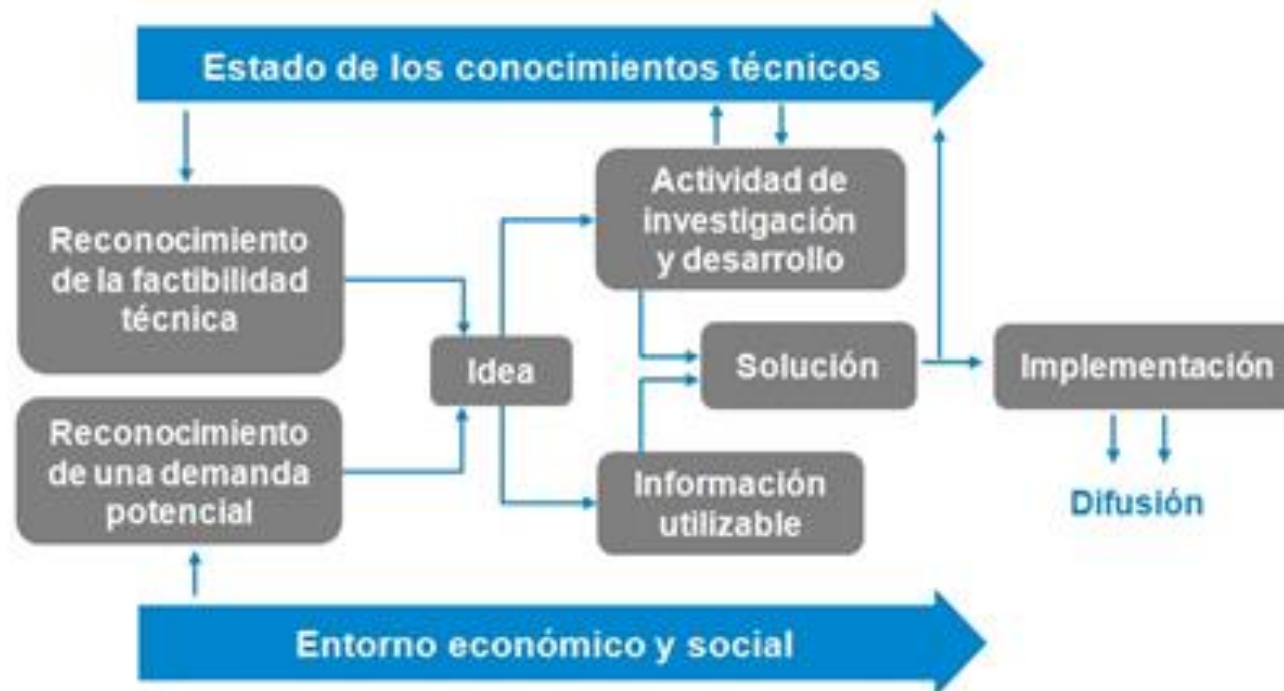 Estado de los conocimientos técnicos
Reconocimiento
de la factibilidad
técnica
Reconocimiento
de una demanda
potencial
Idea
Actividad de
investigación
y desarrollo
Solución
Información
utilizable
Implementación
Difusión
Entorno económico y social